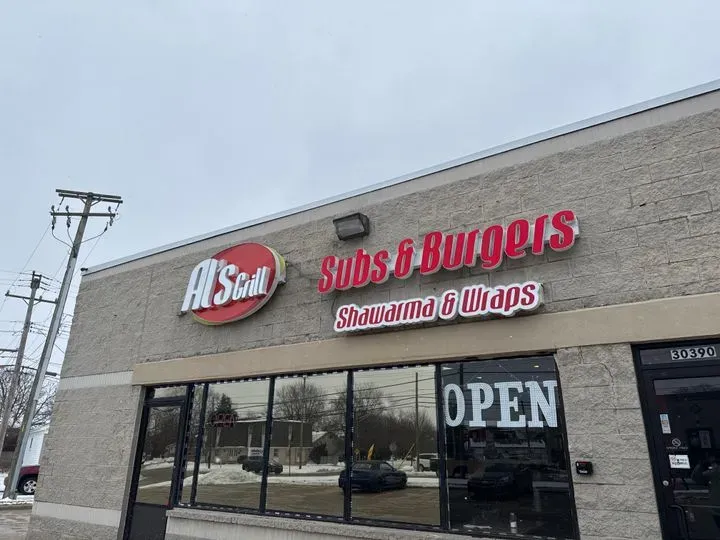 Al'S Grill
Subs & Burgers
Shawarma & Wraps
OPEN
30390